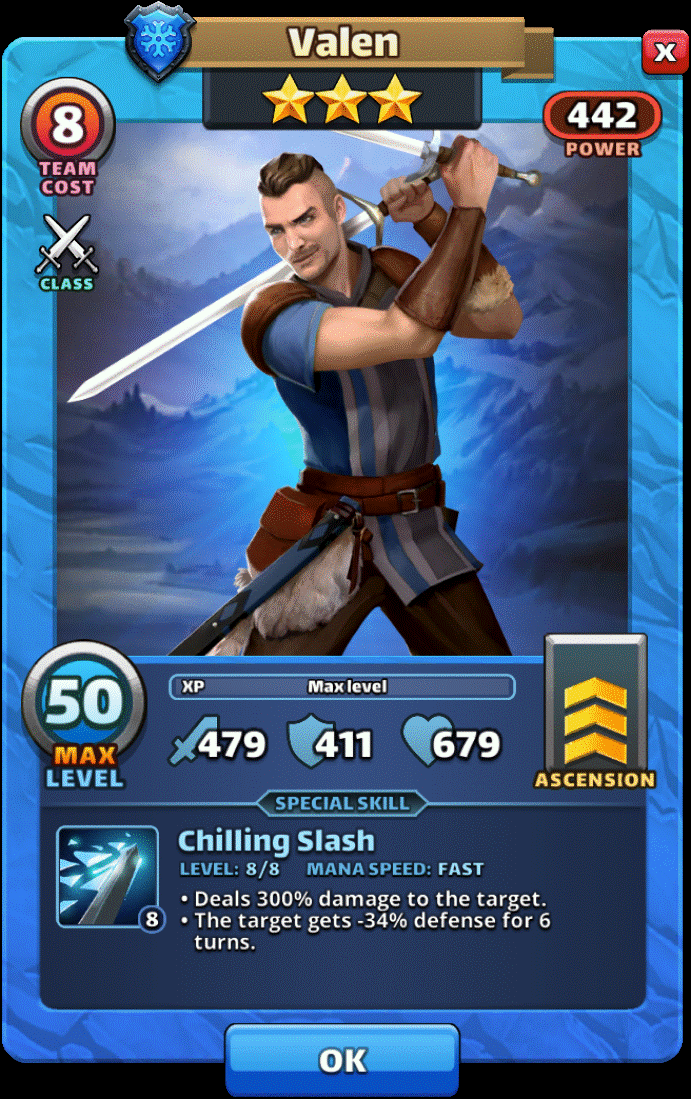 Valen
X
8
TEAM
COST
442
POWER
CLASS
50
MAX
LEVEL
XP Max level
479 411 679
ASCENSION
SPECIAL SKILL
Chilling Slash
LEVEL: 8/8 MANA SPEED: FAST
• Deals 300% damage to the target.
• The target gets -34% defense for 6
turns.
8
OK